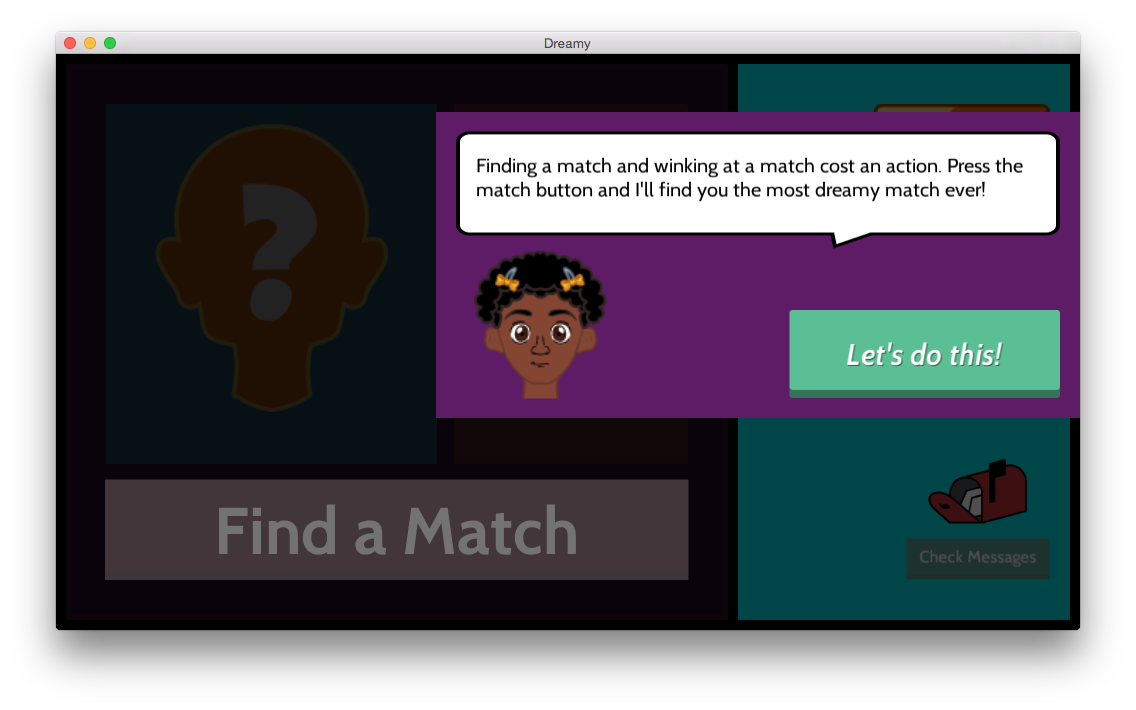 Dreamy
Finding a match and winking at a match cost an action. Press the
match button and I'll find you the most dreamy match ever!
?
Let's do this!
Find a Match
Check Messages